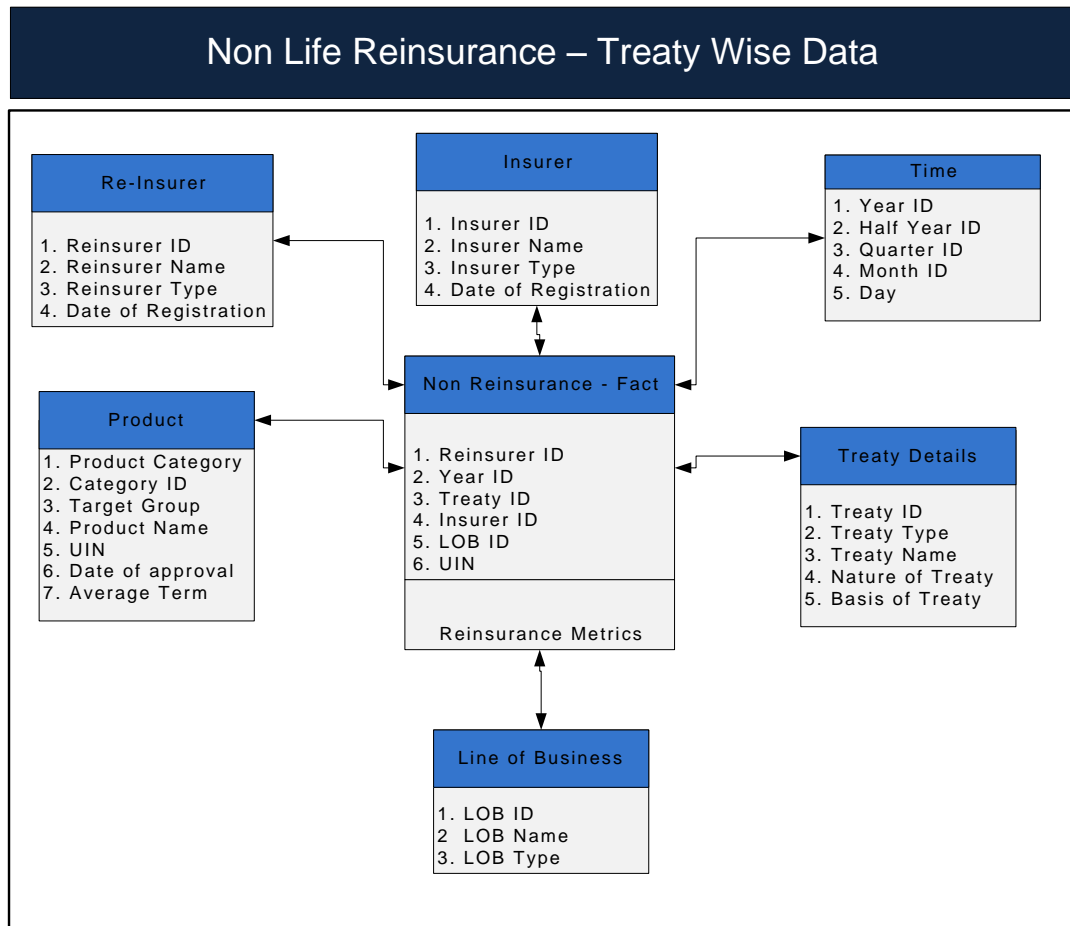 Non Life Reinsurance – Treaty Wise Data
Re-Insurer
1. Reinsurer ID
2. Reinsurer Name
3. Reinsurer Type
4. Date of Registration
Insurer
1. Insurer ID
2. Insurer Name
3. Insurer Type
4. Date of Registration
Time
1. Year ID
2. Half Year ID
3. Quarter ID
4. Month ID
5. Day
Product
1. Product Category
2. Category ID
3. Target Group
4. Product Name
5. UIN
6. Date of approval
7. Average Term
Non Reinsurance - Fact
1. Reinsurer ID
2. Year ID
3. Treaty ID
4. Insurer ID
5. LOB ID
6. UIN
Reinsurance Metrics
Treaty Details
1. Treaty ID
2. Treaty Type
3. Treaty Name
4. Nature of Treaty
5. Basis of Treaty
Line of Business
1. LOB ID
2 LOB Name
3. LOB Type